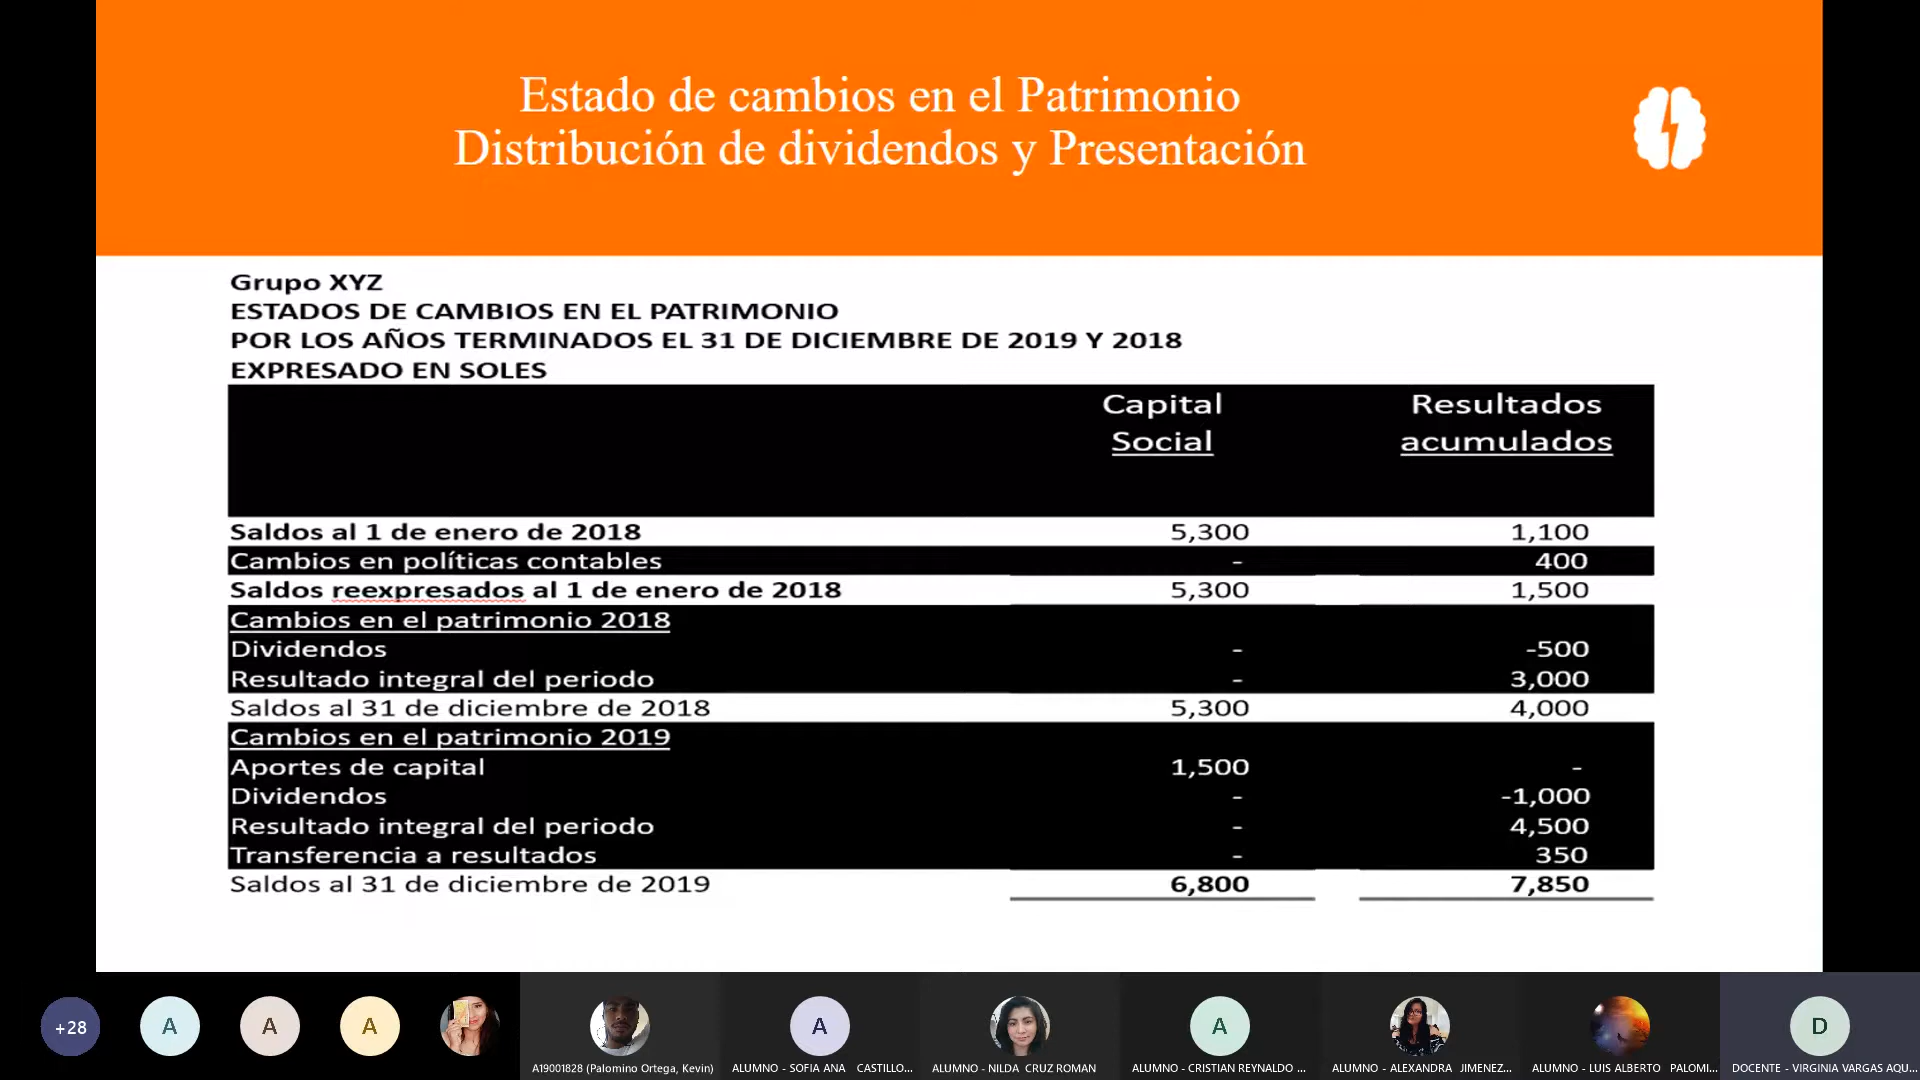 Estado de cambios en el Patrimonio
Distribución de dividendos y Presentación
Grupo XYZ
ESTADOS DE CAMBIOS EN EL PATRIMONIO
POR LOS AÑOS TERMINADOS EL 31 DE DICIEMBRE DE 2019 Y 2018
EXPRESADO EN SOLES
Capital Resultados
Social acumulados
Saldos al 1 de enero de 2018 5,300 1,100
Cambios en políticas contables - 400
Saldos reexpresados al 1 de enero de 2018 5,300 1,500
Cambios en el patrimonio 2018
Dividendos - -500
Resultado integral del periodo - 3,000
Saldos al 31 de diciembre de 2018 5,300 4,000
Cambios en el patrimonio 2019
Aportes de capital 1,500 -
Dividendos - -1,000
Resultado integral del periodo - 4,500
Transferencia a resultados - 350
Saldos al 31 de diciembre de 2019 6,800 7,850
+28 A A A A A D
A19001828 (Palomino Ortega, Kevin) ALUMNO - SOFIA ANA CASTILLO... ALUMNO - NILDA CRUZ ROMAN ALUMNO - CRISTIAN REYNALDO ... ALUMNO - ALEXANDRA JIMENEZ... ALUMNO - LUIS ALBERTO PALOMI... DOCENTE - VIRGINIA VARGAS AQU...